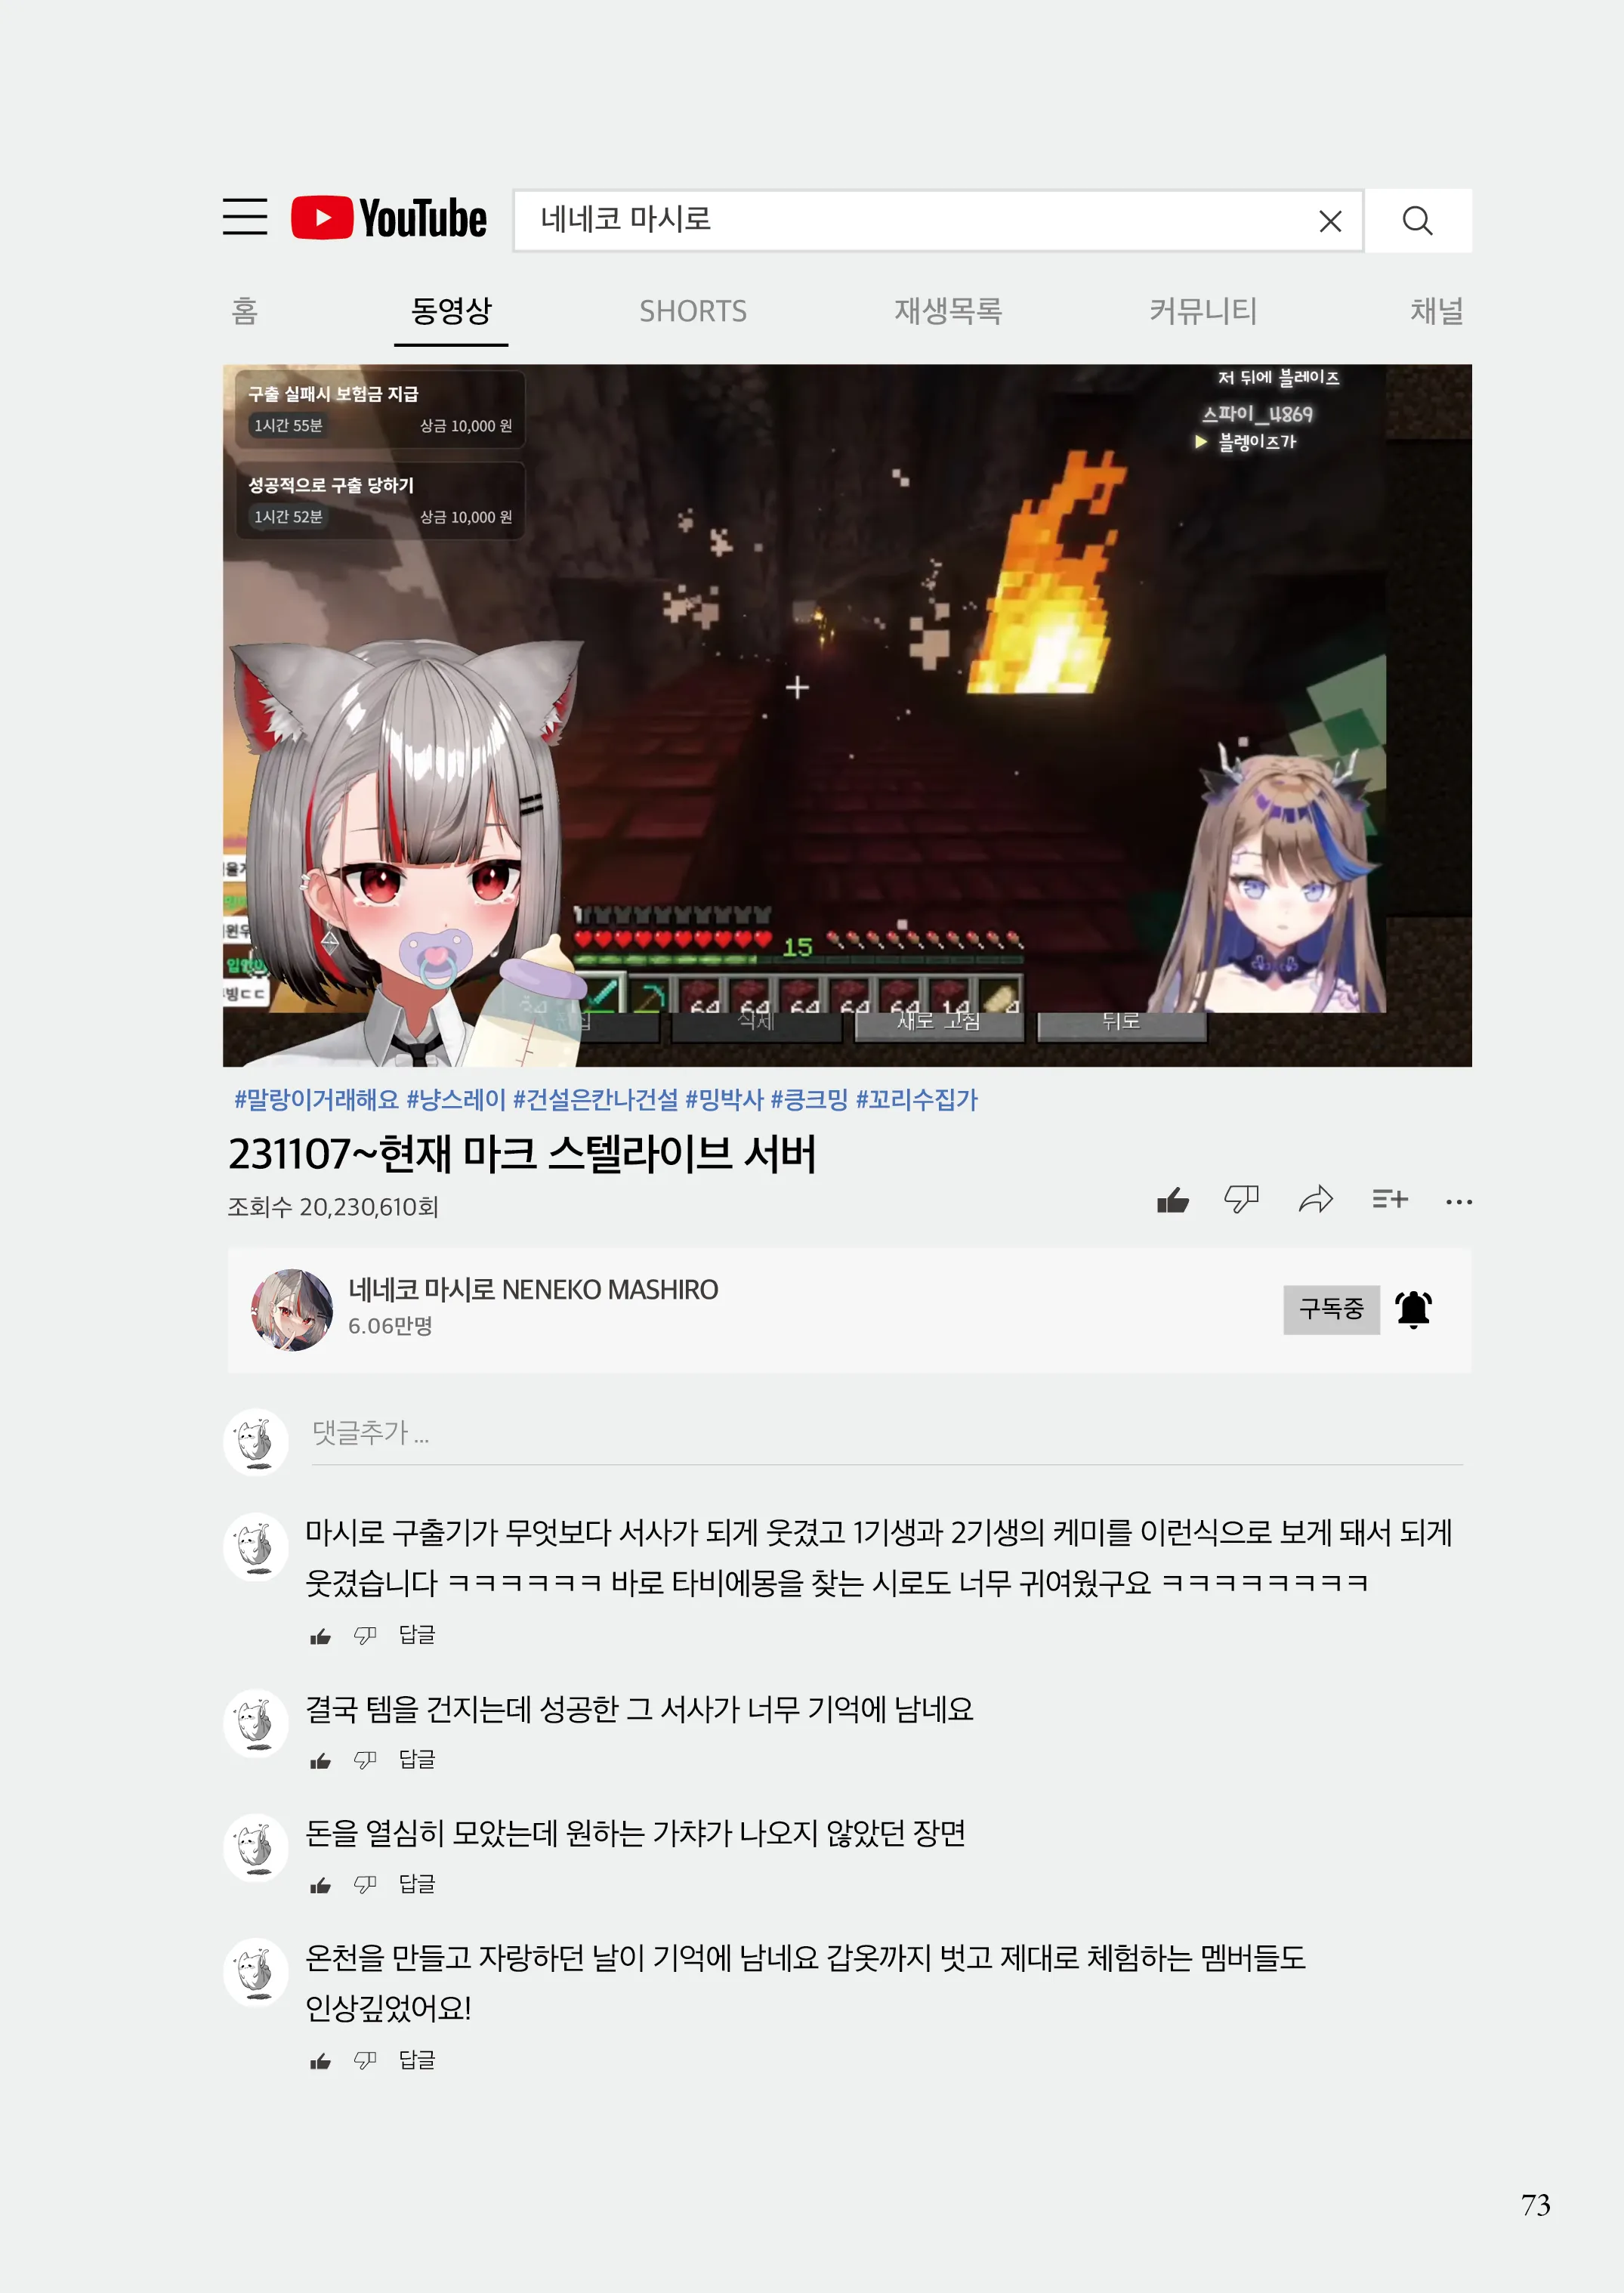 YouTube
네네코 마시로
홈 동영상 SHORTS 재생목록 커뮤니티 채널
구출 실패시 보험금 지급
1시간 55분 상금 10,000 원
성공적으로 구출 당하기
1시간 52분 상금 10,000 원
저 뒤에 블레이즈
스파이_4869
블렝이즈가
15
64 64 64 64 64 14 4
삭제 새로 고침 뒤로
#말랑이거래해요 #냥스레이 #건설은칸나건설 #밍박사 #킁크밍 #꼬리수집가
231107~현재 마크 스텔라이브 서버
조회수 20,230,610회
네네코 마시로 NENEKO MASHIRO
6.06만명
구독중
댓글추가 ...
마시로 구출기가 무엇보다 서사가 되게 웃겼고 1기생과 2기생의 케미를 이런식으로 보게 돼서 되게
웃겼습니다 ㅋㅋㅋㅋㅋㅋ 바로 타비에몽을 찾는 시로도 너무 귀여웠구요 ㅋㅋㅋㅋㅋㅋㅋㅋ
답글
결국 템을 건지는데 성공한 그 서사가 너무 기억에 남네요
답글
돈을 열심히 모았는데 원하는 가챠가 나오지 않았던 장면
답글
온천을 만들고 자랑하던 날이 기억에 남네요 갑옷까지 벗고 제대로 체험하는 멤버들도
인상깊었어요!
답글
73